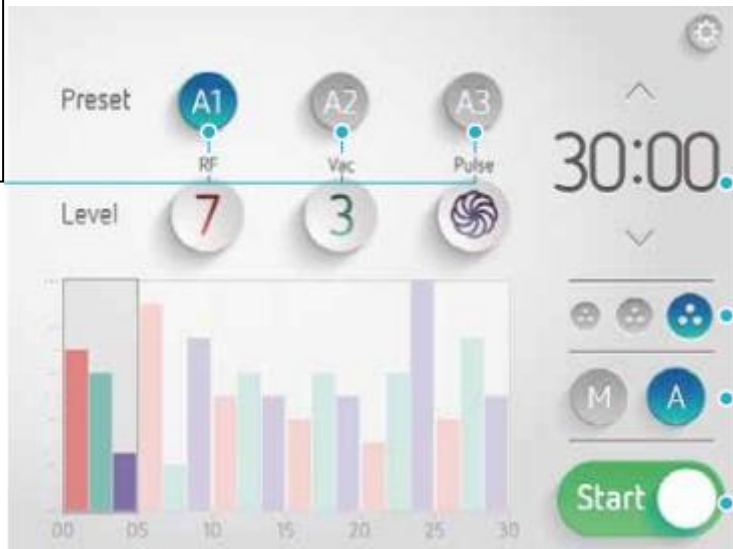 Preset A1 A2 A3
RF Vac Pulse
Level 7 3
30:00
M A
Start
00 05 10 15 20 25 30